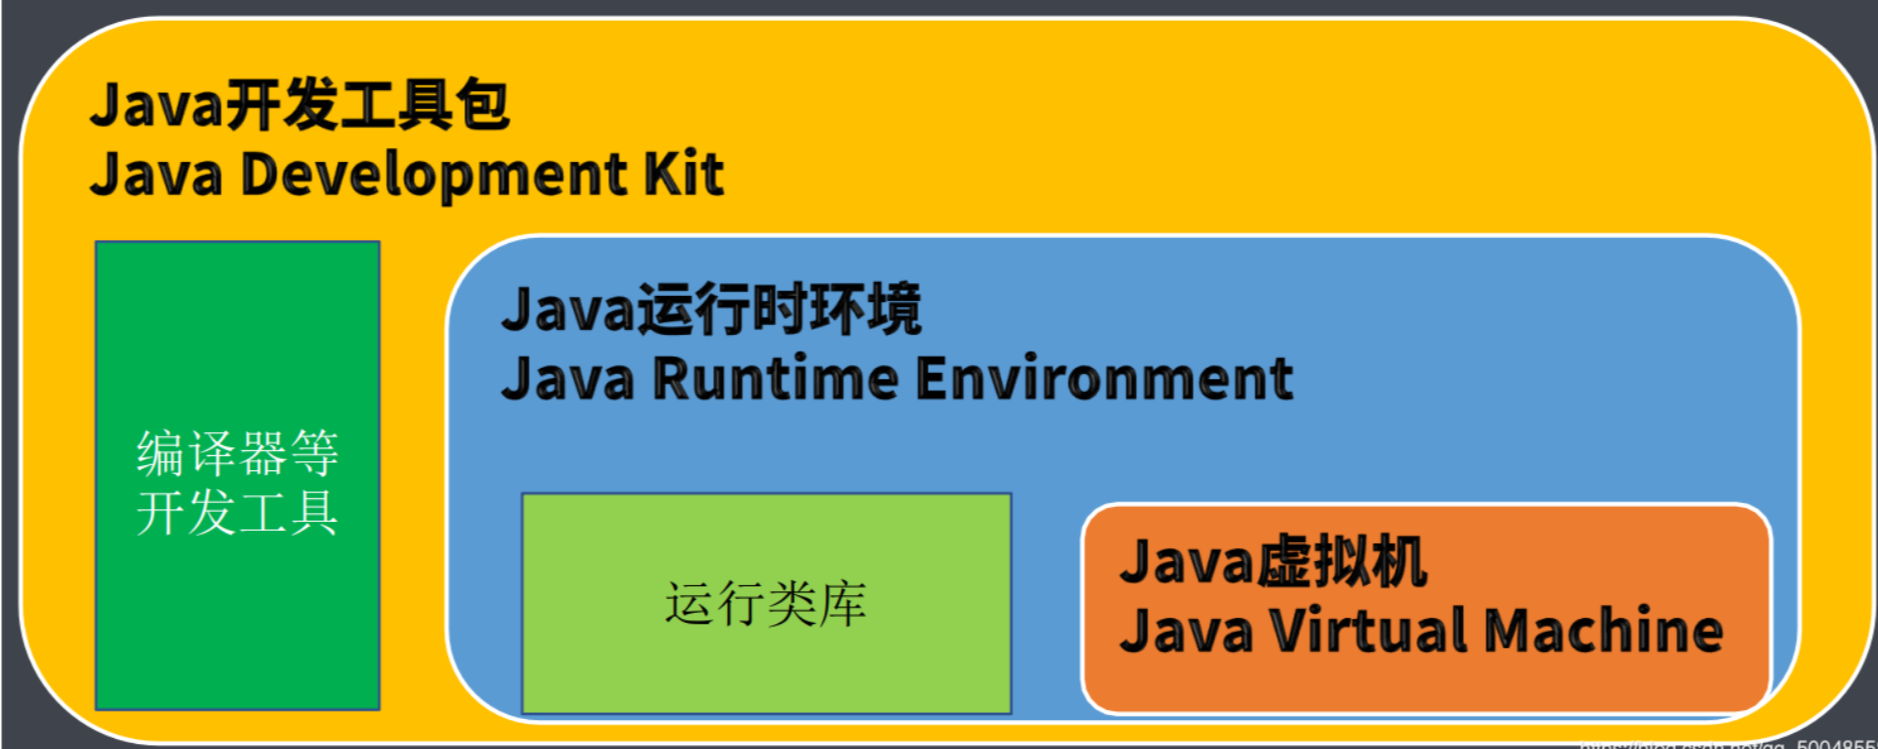 Java开发工具包
Java Development Kit
Java运行时环境
Java Runtime Environment
编译器等
开发工具
运行类库
Java虚拟机
Java Virtual Machine